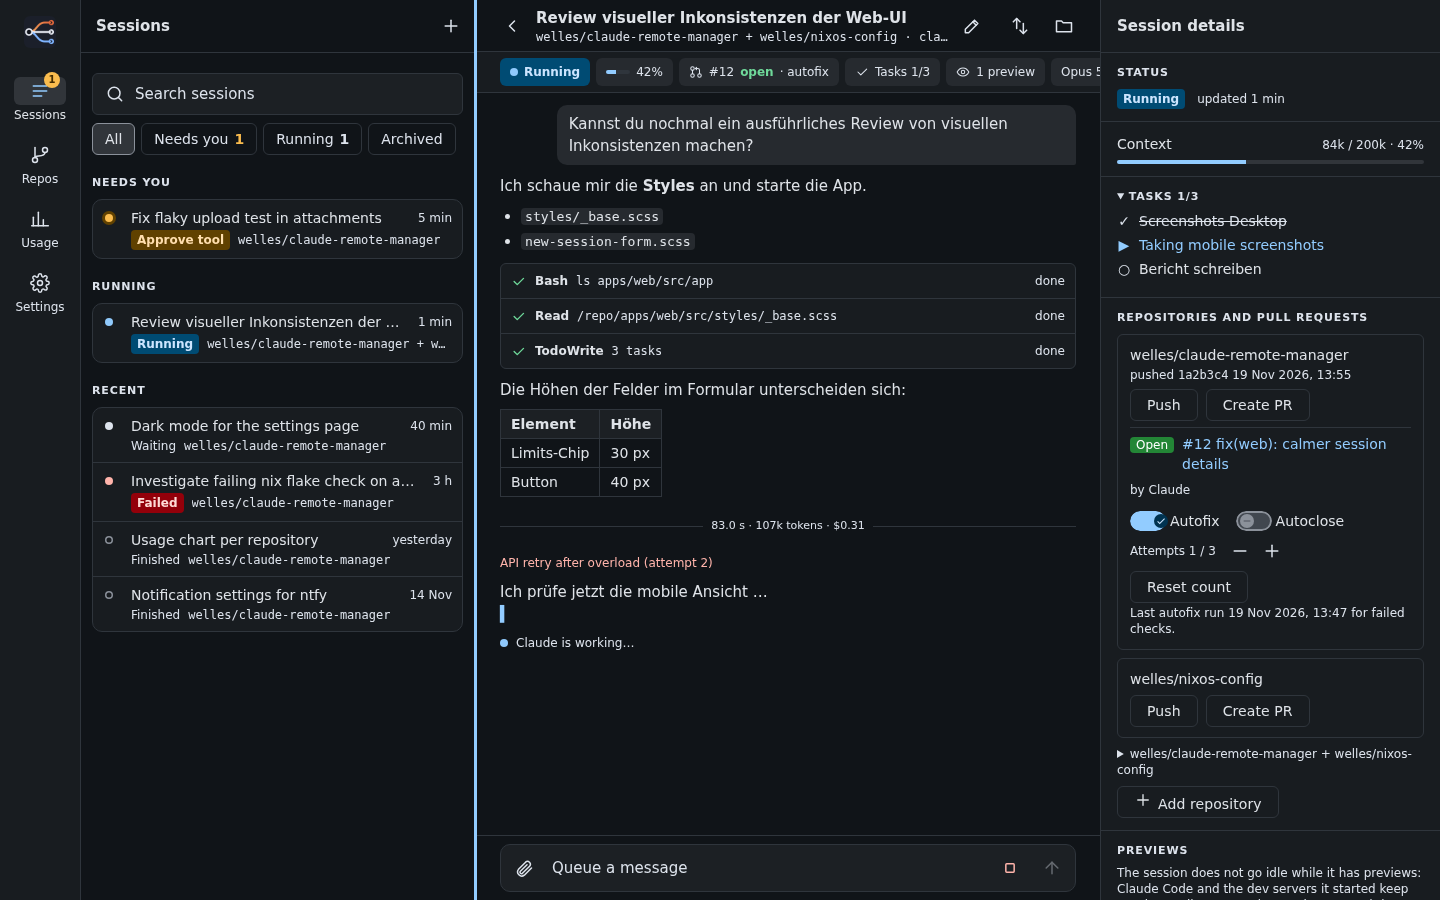 1
Sessions
Repos
Usage
Settings
Sessions
Search sessions
All
Needs you 1
Running 1
Archived
NEEDS YOU
Fix flaky upload test in attachments 5 min
Approve tool welles/claude-remote-manager
RUNNING
Review visueller Inkonsistenzen der ... 1 min
Running welles/claude-remote-manager + w...
RECENT
Dark mode for the settings page 40 min
Waiting welles/claude-remote-manager
Investigate failing nix flake check on a... 3 h
Failed welles/claude-remote-manager
Usage chart per repository yesterday
Finished welles/claude-remote-manager
Notification settings for ntfy 14 Nov
Finished welles/claude-remote-manager
Review visueller Inkonsistenzen der Web-UI
welles/claude-remote-manager + welles/nixos-config · cla...
Running 42% #12 open · autofix Tasks 1/3 1 preview Opus 5
Kannst du nochmal ein ausführliches Review von visuellen
Inkonsistenzen machen?
Ich schaue mir die Styles an und starte die App.
• styles/_base.scss
• new-session-form.scss
Bash ls apps/web/src/app done
Read /repo/apps/web/src/styles/_base.scss done
TodoWrite 3 tasks done
Die Höhen der Felder im Formular unterscheiden sich:
Element Höhe
Limits-Chip 30 px
Button 40 px
83.0 s · 107k tokens · $0.31
API retry after overload (attempt 2)
Ich prüfe jetzt die mobile Ansicht ...
Claude is working...
Queue a message
Session details
STATUS
Running updated 1 min
Context 84k / 200k · 42%
▼ TASKS 1/3
✓ Screenshots Desktop
▶ Taking mobile screenshots
○ Bericht schreiben
REPOSITORIES AND PULL REQUESTS
welles/claude-remote-manager
pushed 1a2b3c4 19 Nov 2026, 13:55
Push Create PR
Open #12 fix(web): calmer session
details
by Claude
Autofix Autoclose
Attempts 1 / 3 − +
Reset count
Last autofix run 19 Nov 2026, 13:47 for failed
checks.
welles/nixos-config
Push Create PR
▶ welles/claude-remote-manager + welles/nixos-
config
+ Add repository
PREVIEWS
The session does not go idle while it has previews:
Claude Code and the dev servers it started keep